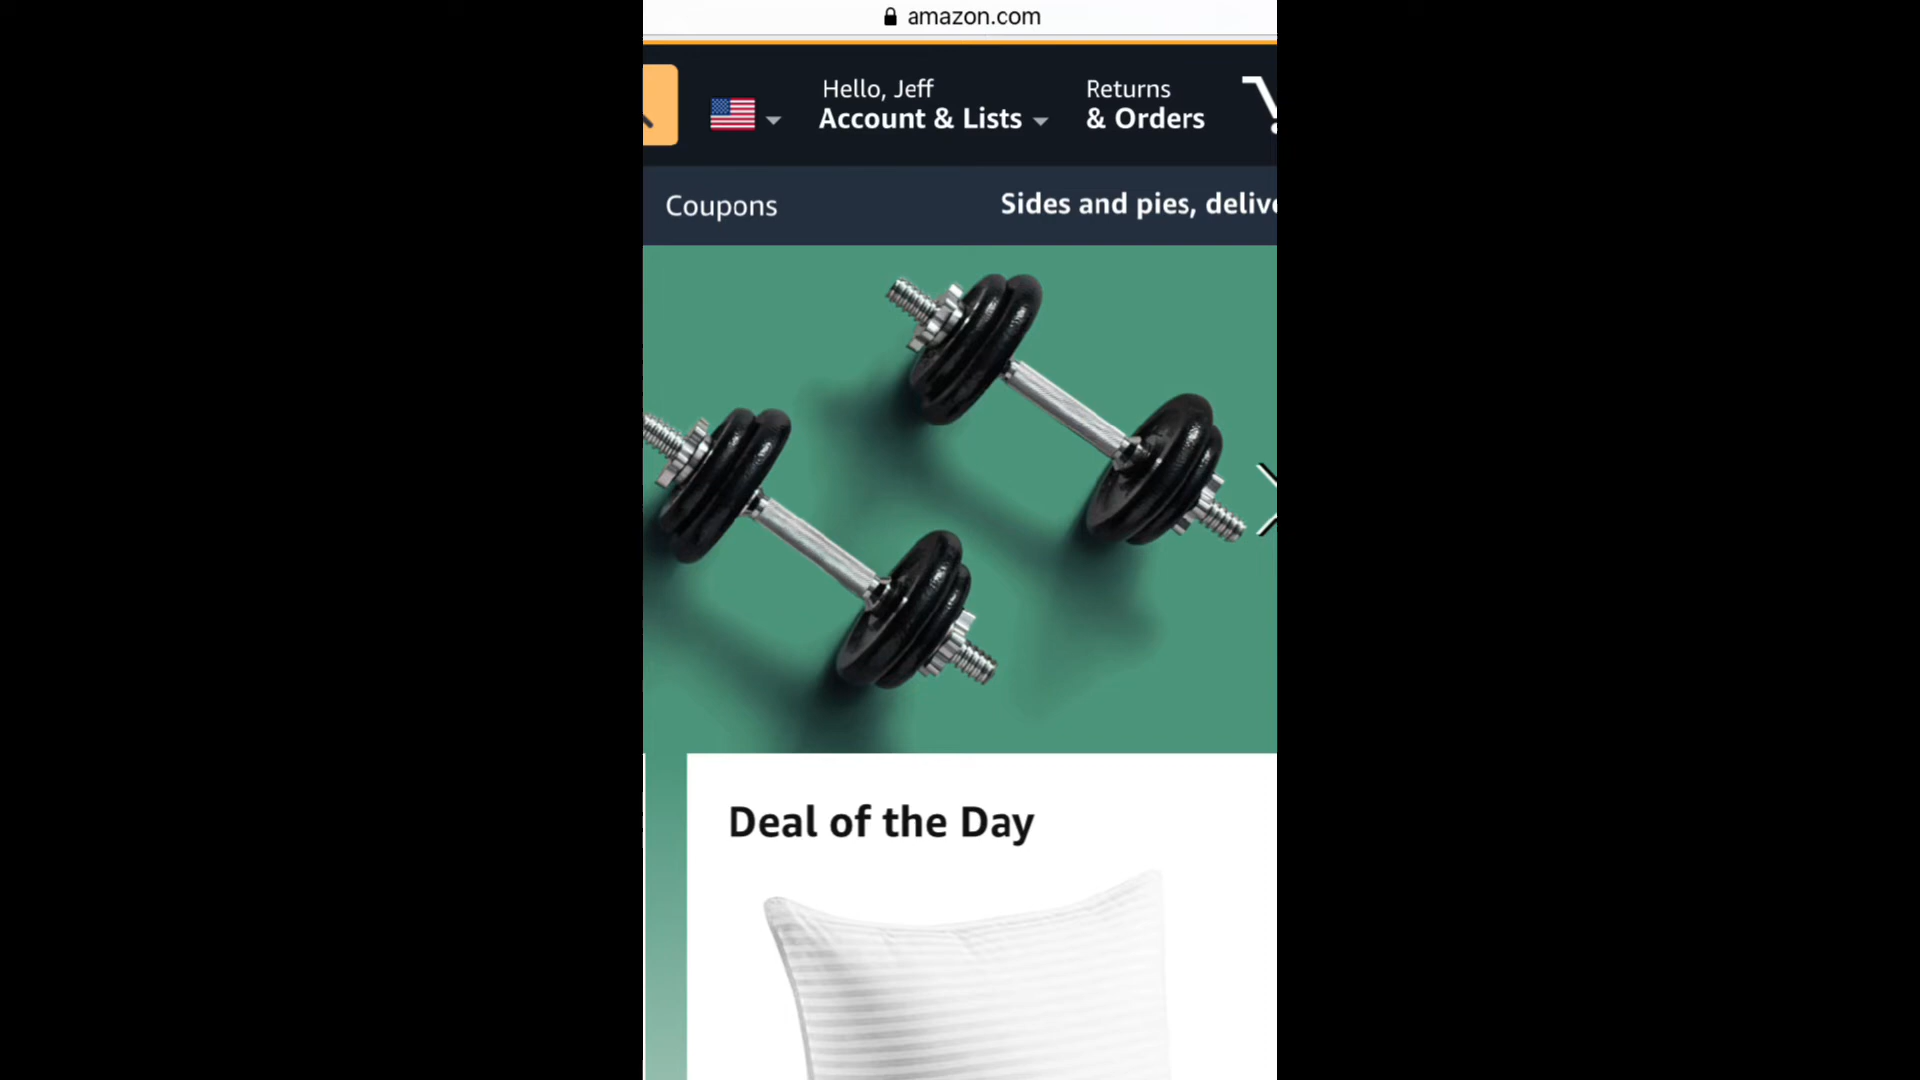 amazon.com
Hello, Jeff
Account & Lists
Returns
& Orders
Coupons
Sides and pies,
Deal of the Day